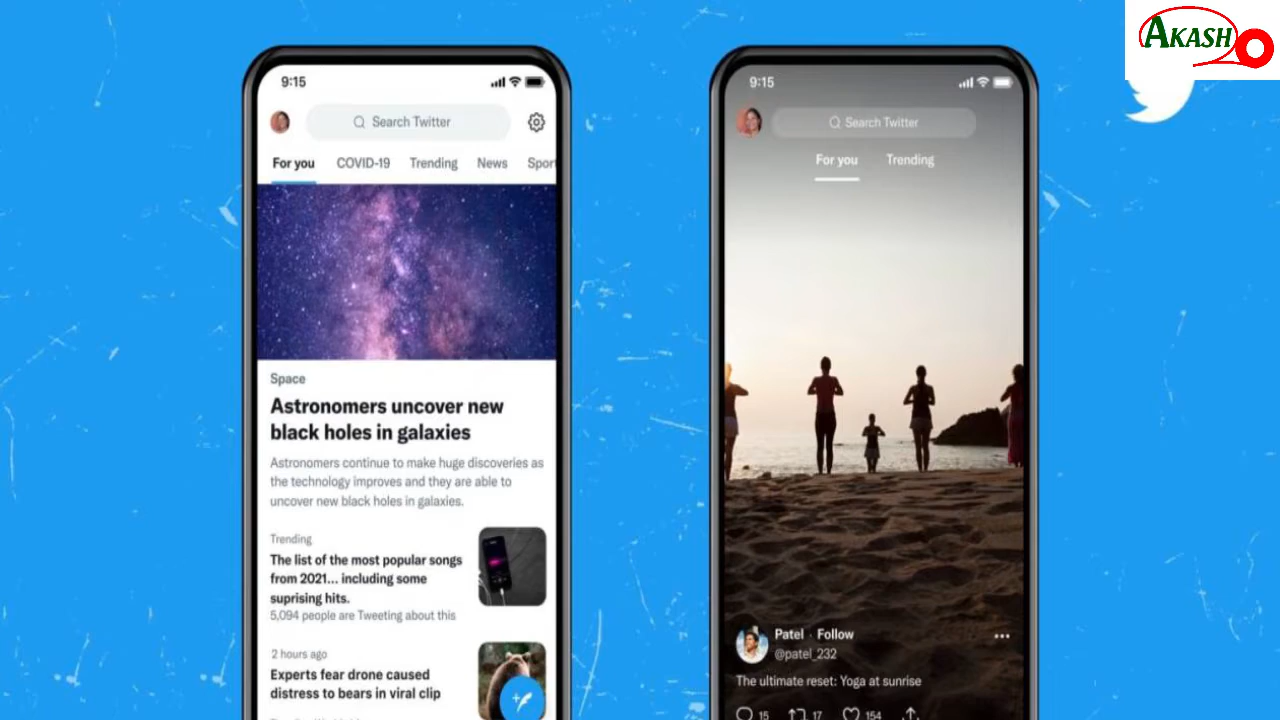 AKASH
9:15
Search Twitter
For you COVID-19 Trending News Spor
Space
Astronomers uncover new
black holes in galaxies
Astronomers continue to make huge discoveries as
the technology improves and they are able to
uncover new black holes in galaxies.
Trending
The list of the most popular songs
from 2021... including some
suprising hits.
5,094 people are Tweeting about this
2 hours ago
Experts fear drone caused
distress to bears in viral clip
9:15
Search Twitter
For you Trending
Patel · Follow
@patel_232
The ultimate reset: Yoga at sunrise
15 17 154